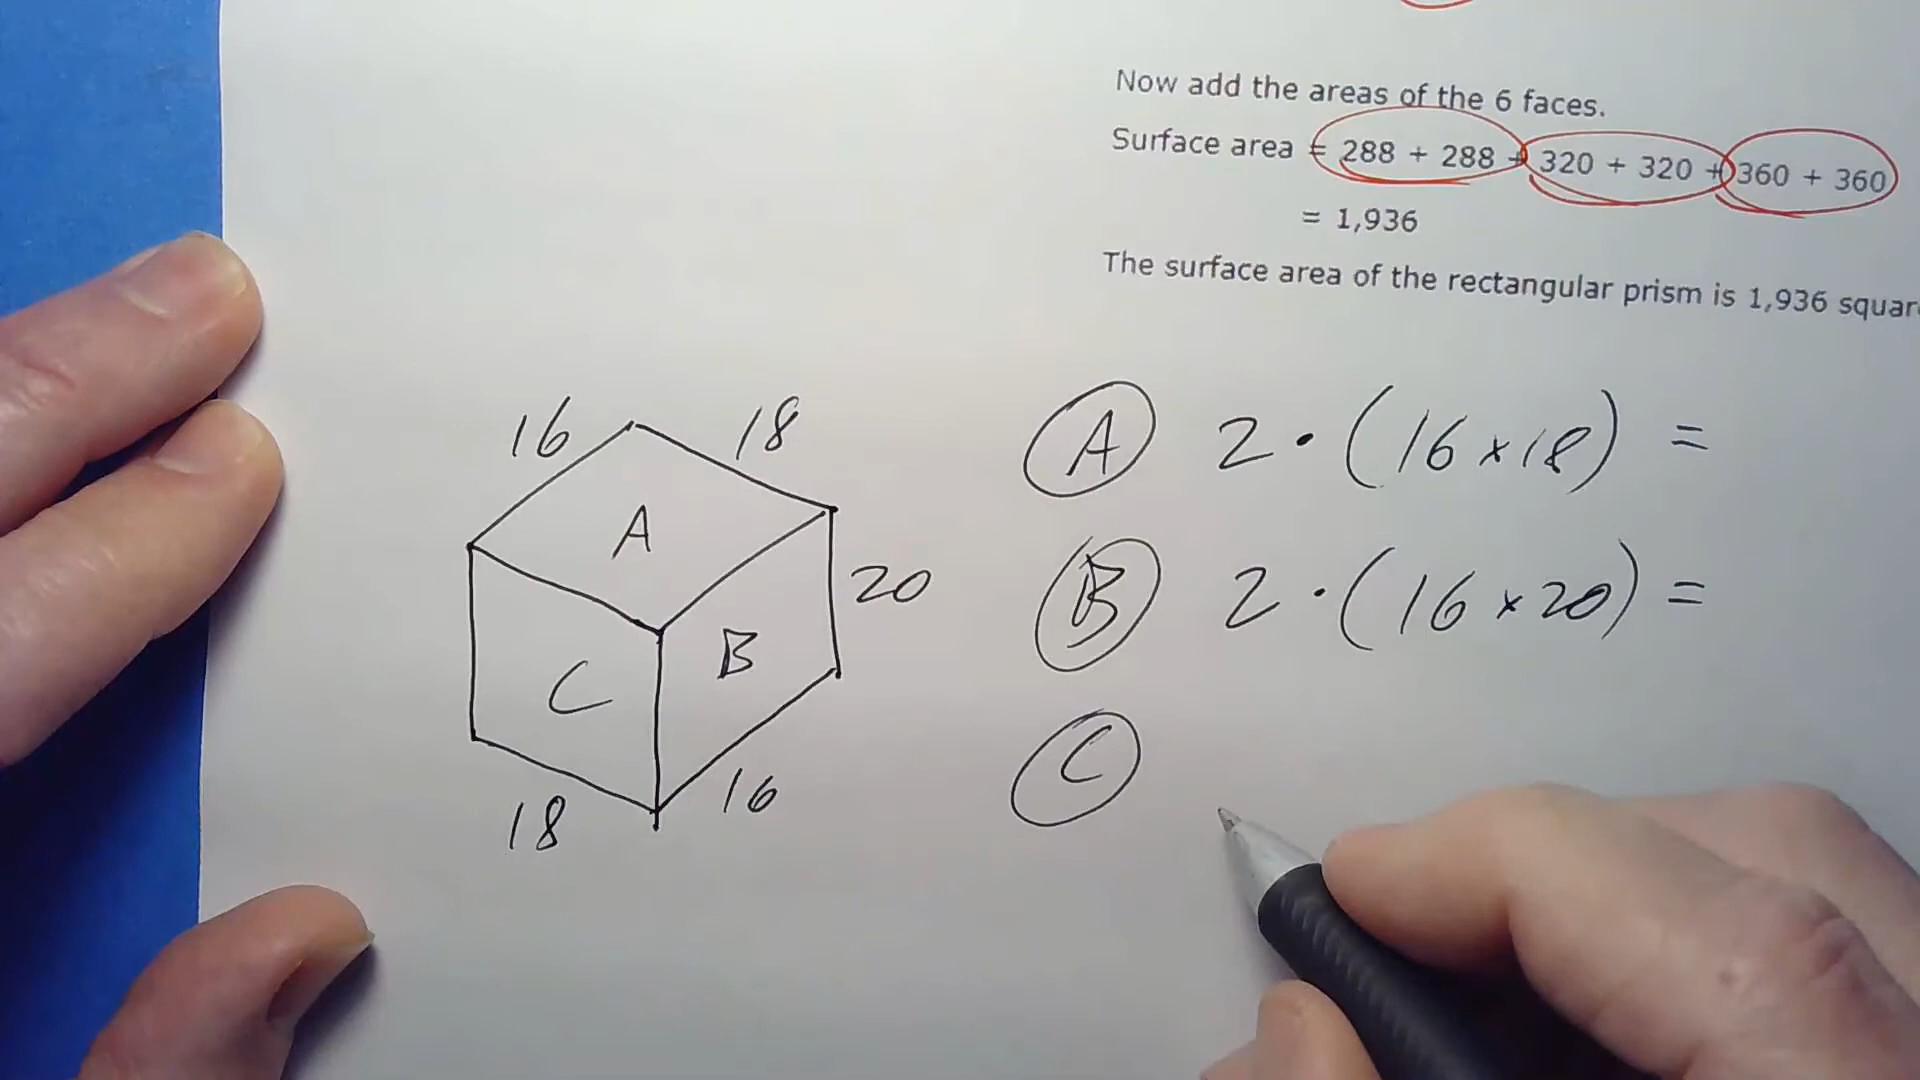 Now add the areas of the 6 faces.
Surface area = 288 + 288 + 320 + 320 + 360 + 360
= 1,936
The surface area of the rectangular prism is 1,936
16 18
A
20
C B
18 16
A 2 · (16 x 18) =
B 2 · (16 x 20) =
C